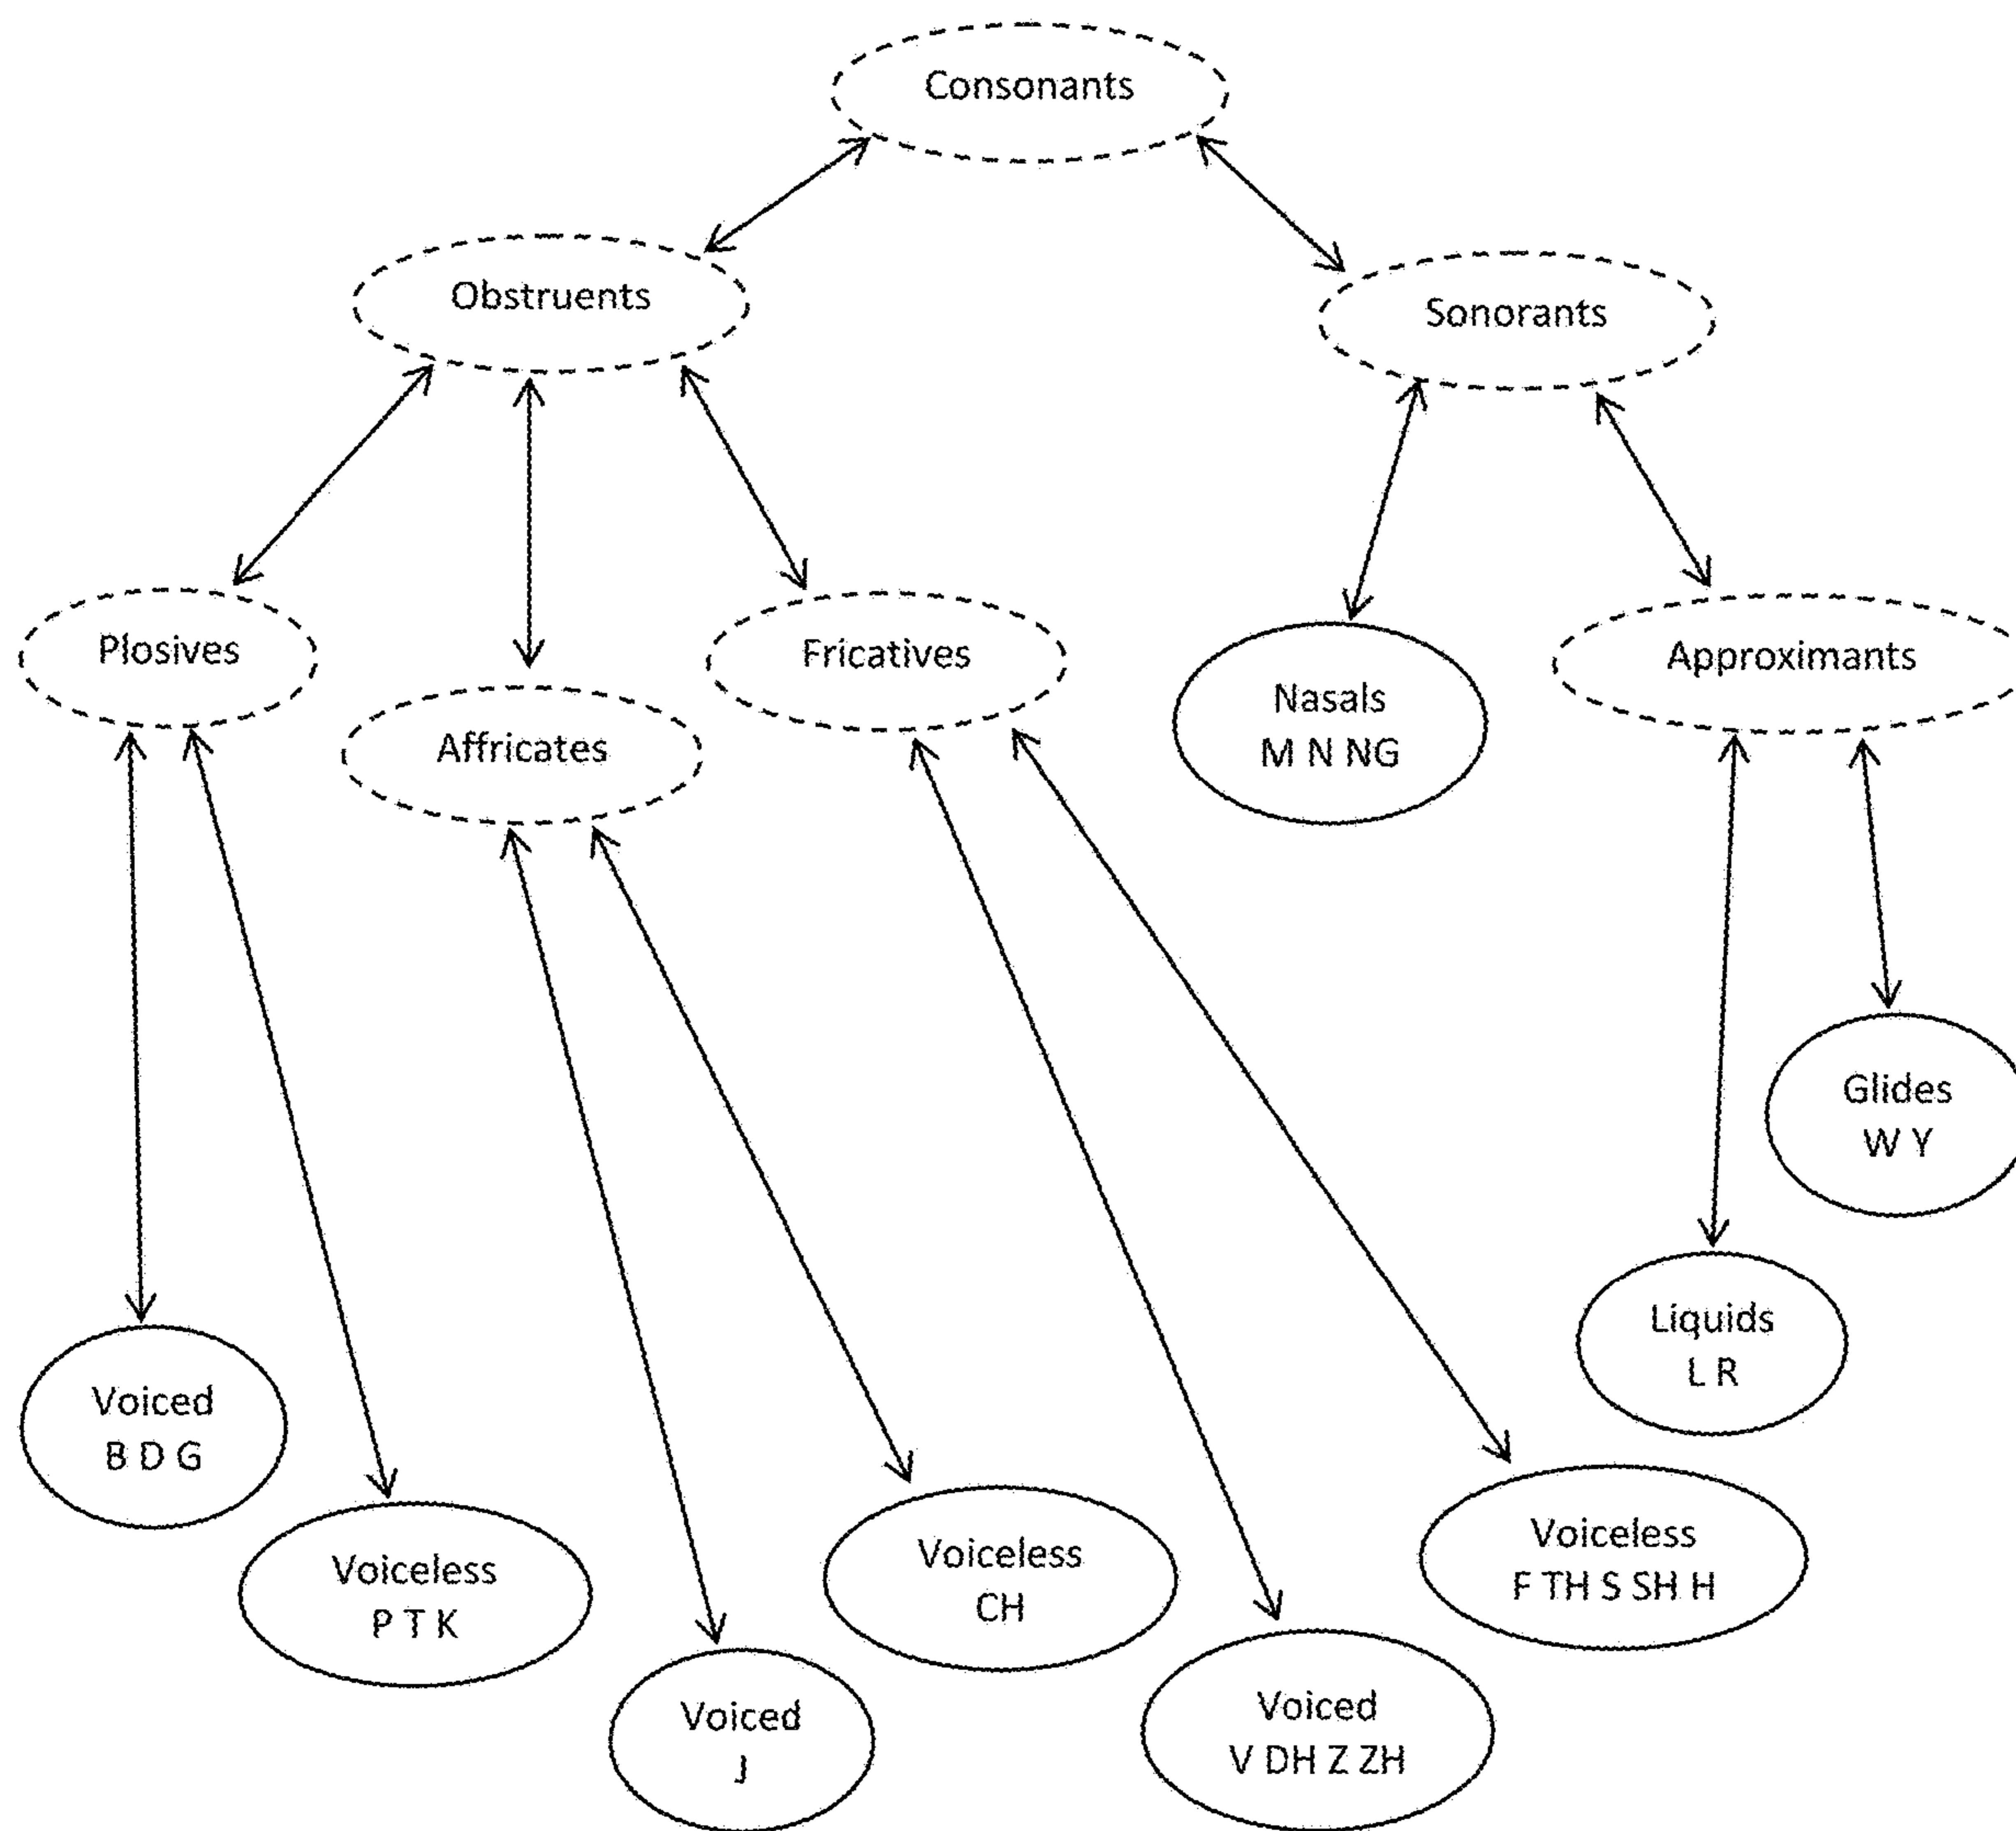 Consonants
Obstruents
Sonorants
Plosives
Affricates
Fricatives
Nasals
M N NG
Approximants
Glides
W Y
Liquids
L R
Voiced
B D G
Voiceless
P T K
Voiced
J
Voiceless
CH
Voiced
V DH Z ZH
Voiceless
F TH S SH H